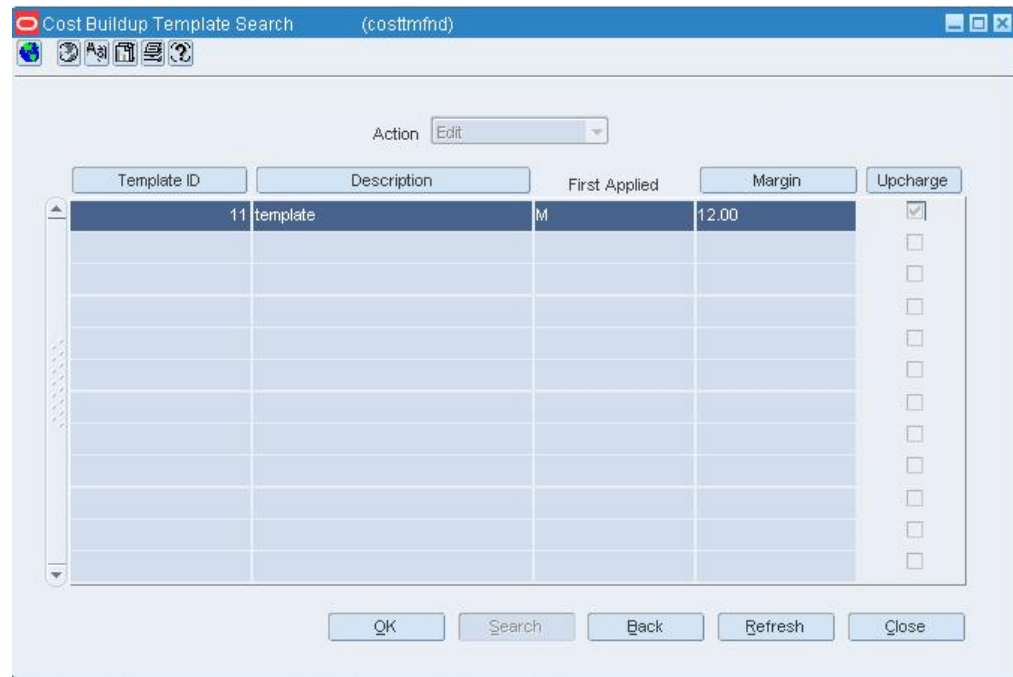 Cost Buildup Template Search (costtmfnd)
Action Edit
Template ID Description First Applied Margin Upcharge
11 template M 12.00
OK Search Back Refresh Close